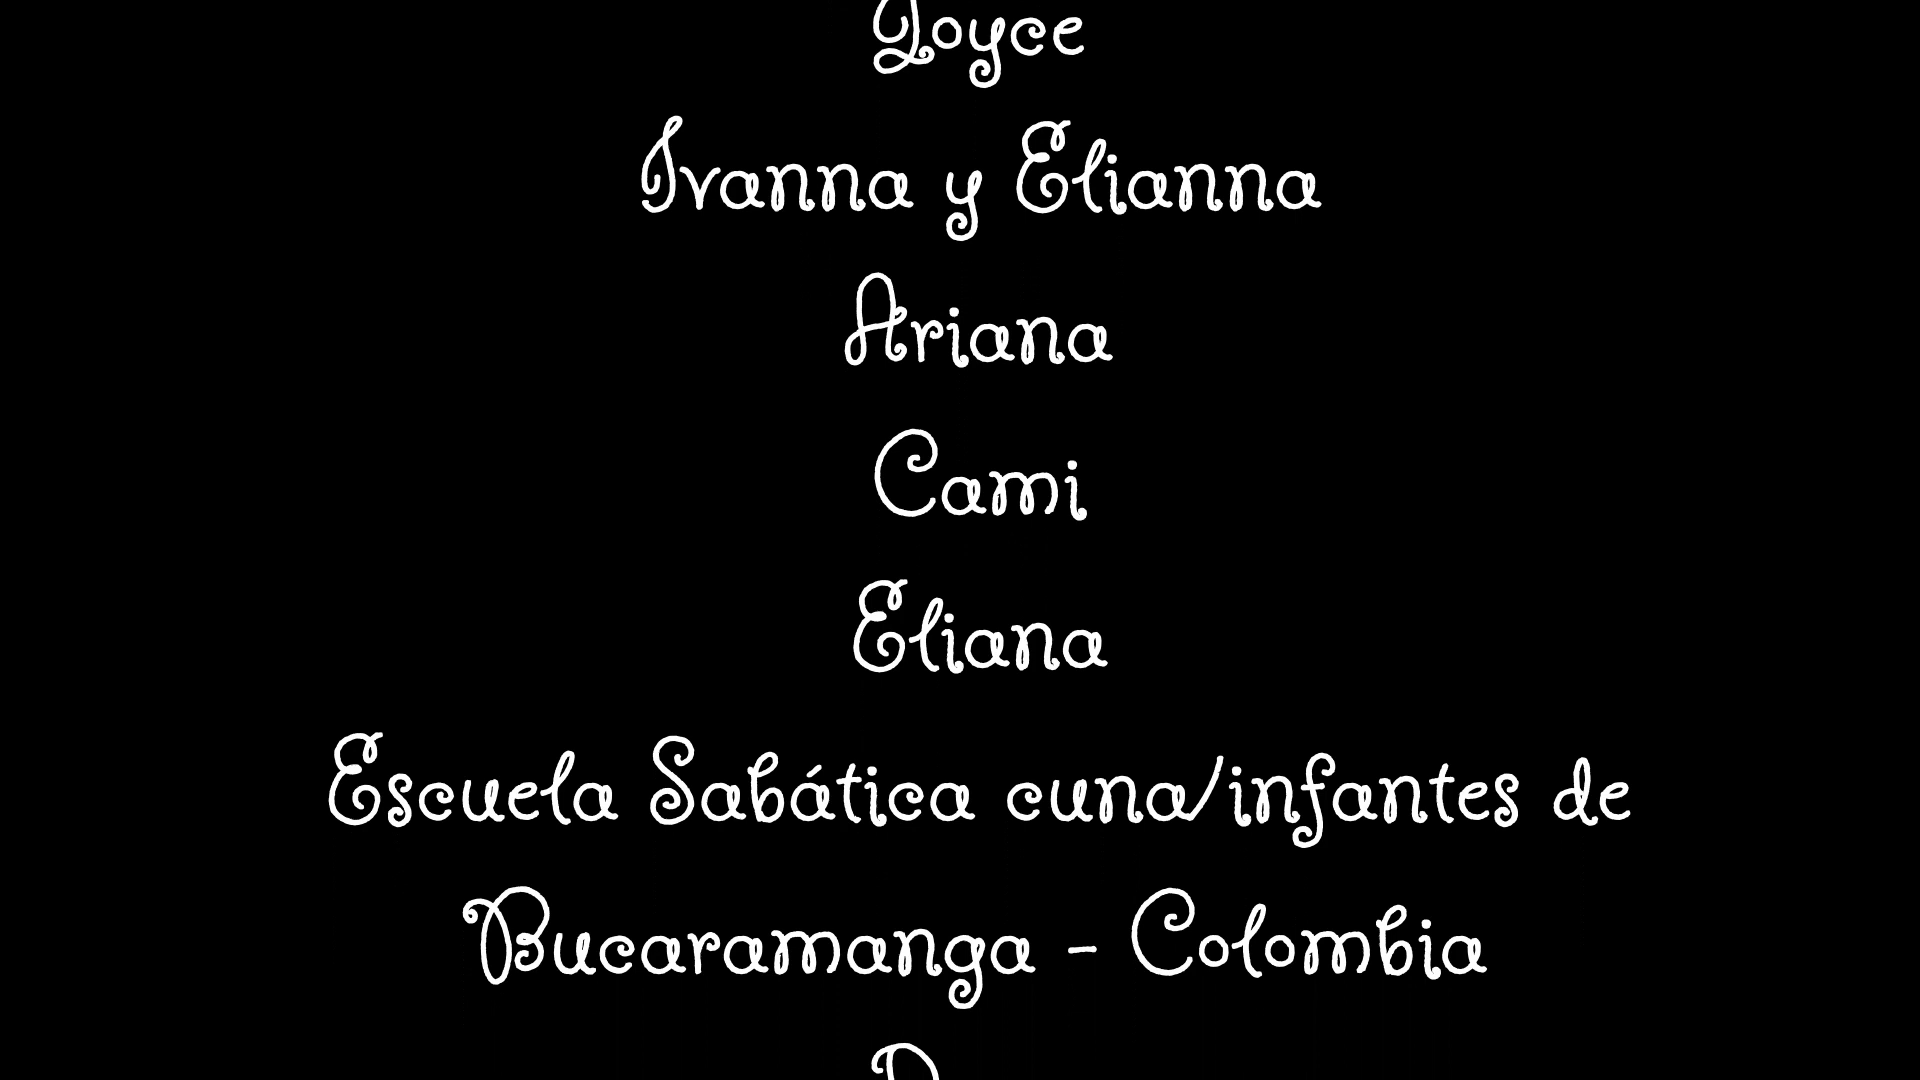 Joyce
Ivanna y Elianna
Ariana
Cami
Eliana
Escuela Sabática cuna/infantes de
Bucaramanga - Colombia